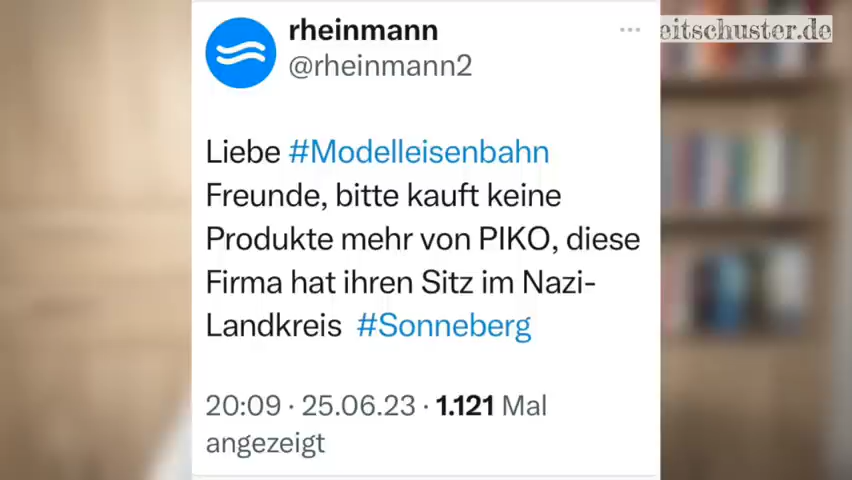 rheinmann
@rheinmann2
eitschuster.de
Liebe #Modelleisenbahn
Freunde, bitte kauft keine
Produkte mehr von PIKO, diese
Firma hat ihren Sitz im Nazi-
Landkreis #Sonneberg
20:09 · 25.06.23 · 1.121 Mal
angezeigt